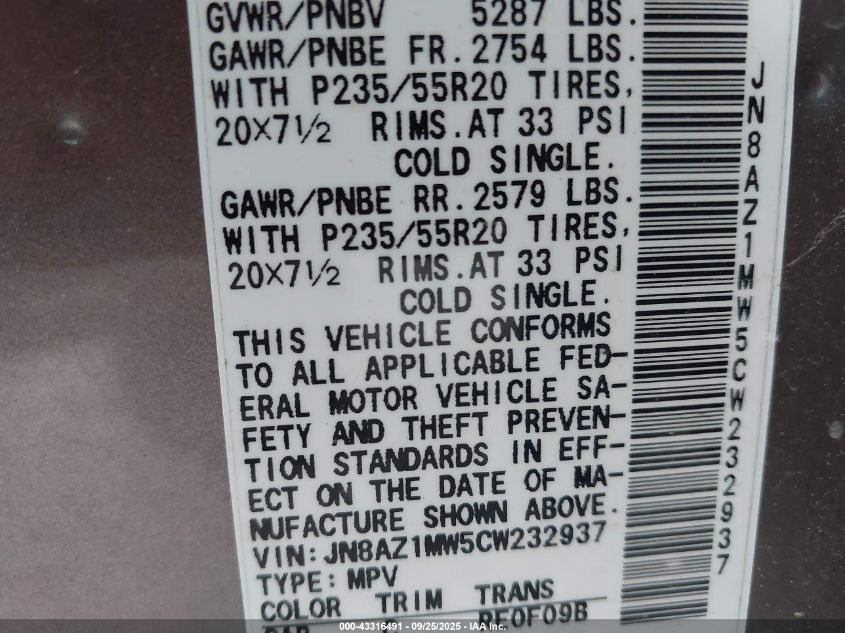 GVWR/PNBV 5287 LBS.
GAWR/PNBE FR. 2754 LBS.
WITH P235/55R20 TIRES,
20×7½ RIMS. AT 33 PSI
COLD SINGLE.
GAWR/PNBE RR. 2579 LBS.
WITH P235/55R20 TIRES,
20×7½ RIMS. AT 33 PSI
COLD SINGLE.
THIS VEHICLE CONFORMS
TO ALL APPLICABLE FED-
ERAL MOTOR VEHICLE SA-
FETY AND THEFT PREVEN-
TION STANDARDS IN EFF-
ECT ON THE DATE OF MA-
NUFACTURE SHOWN ABOVE.
VIN: JN8AZ1MW5CW232937
TYPE: MPV
COLOR TRIM TRANS
RE0F09B
JN8AZ1MW5CW232937
000-43316491 - 09/25/2025 - IAA Inc.